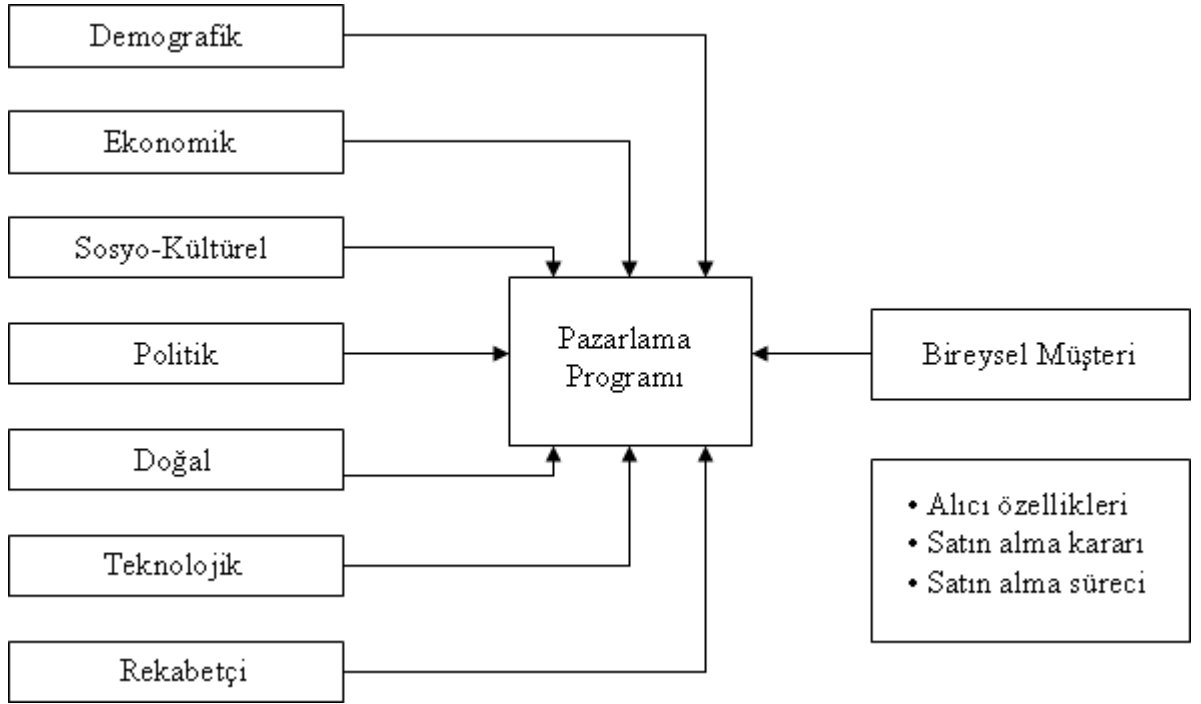 Demografik
Ekonomik
Sosyo-Kültürel
Politik
Doğal
Teknolojik
Rekabetçi
Pazarlama
Programı
Bireysel Müşteri
• Alıcı özellikleri
• Satın alma kararı
• Satın alma süreci